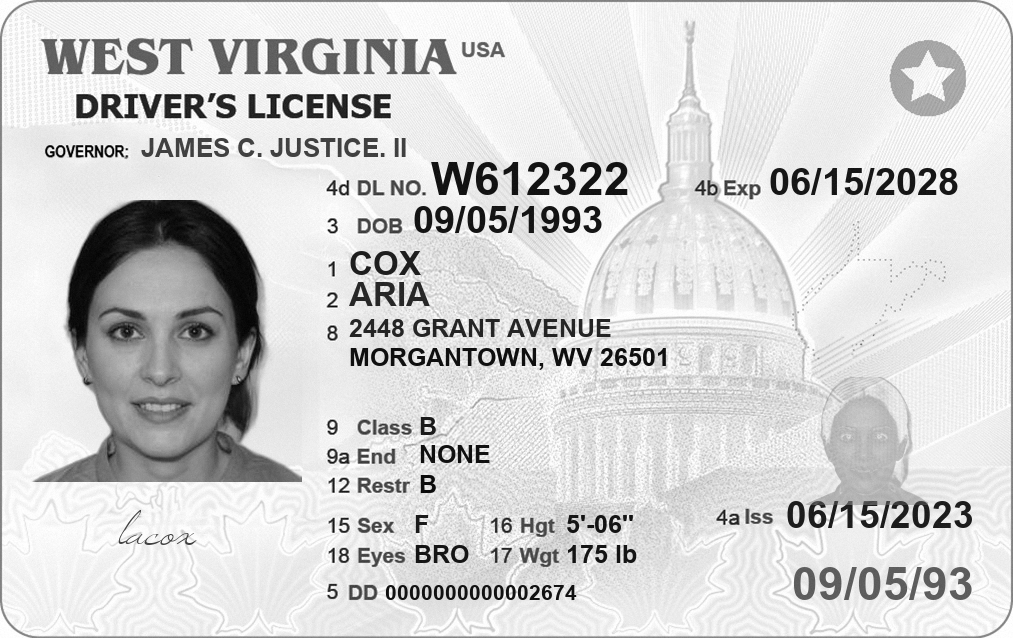 WEST VIRGINIA USA
DRIVER'S LICENSE
GOVERNOR; JAMES C. JUSTICE. II
4d DL NO. W612322 4b Exp 06/15/2028
3 DOB 09/05/1993
1 COX
2 ARIA
8 2448 GRANT AVENUE
MORGANTOWN, WV 26501
9 Class B
9a End NONE
12 Restr B
15 Sex F 16 Hgt 5'-06"
18 Eyes BRO 17 Wgt 175 lb
5 DD 0000000000002674
lacox
4a Iss 06/15/2023
09/05/93